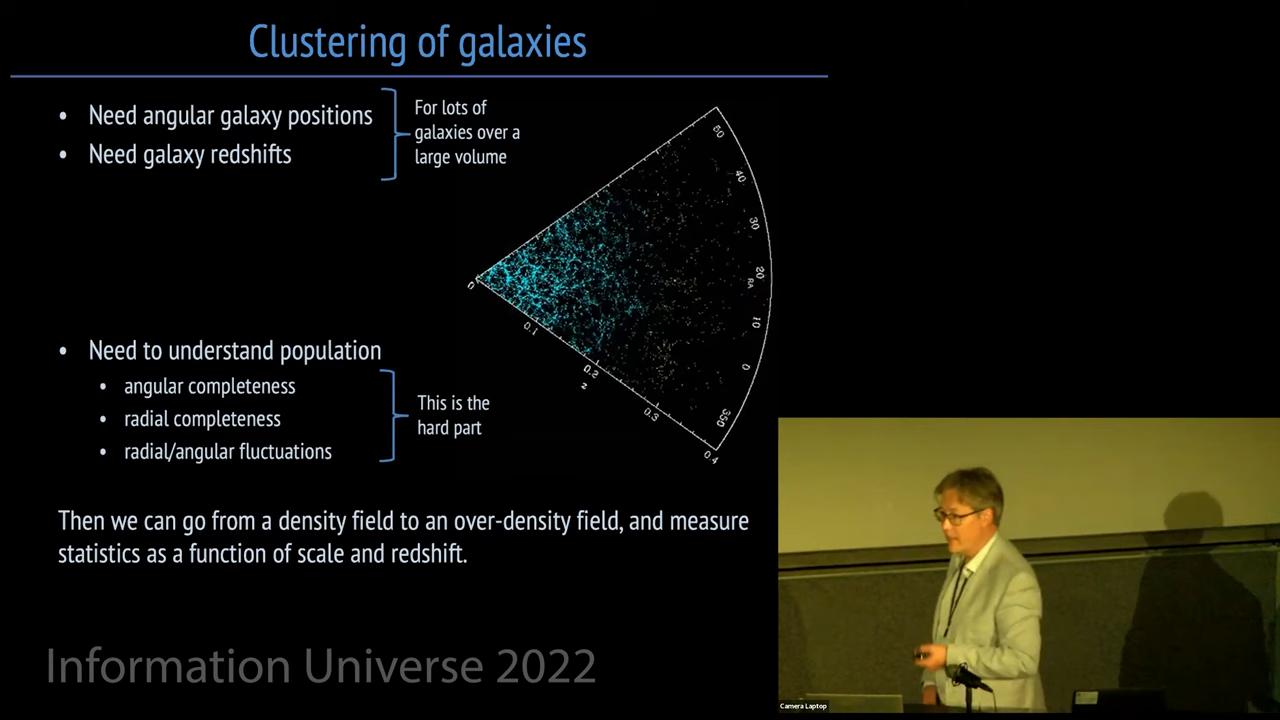 Clustering of galaxies
• Need angular galaxy positions
• Need galaxy redshifts
For lots of
galaxies over a
large volume
50
40
30
20
RA
10
0
350
0
0.1
0.2
z
0.3
0.4
• Need to understand population
• angular completeness
• radial completeness
• radial/angular fluctuations
This is the
hard part
Then we can go from a density field to an over-density field, and measure
statistics as a function of scale and redshift.
Information Universe 2022
Camera Laptop